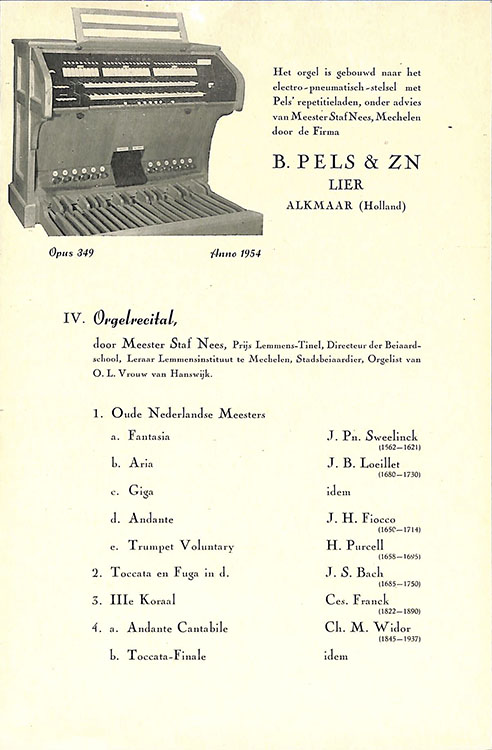 Het orgel is gebouwd naar het
electro-pneumatisch-stelsel met
Pels' repetitieladen, onder advies
van Meester Staf Nees, Mechelen
door de Firma
B. PELS & ZN
LIER
ALKMAAR (Holland)
Opus 349 Anno 1954
IV. Orgelrecital,
door Meester Staf Nees, Prijs Lemmens-Tinel, Directeur der Beiaard-
school, Leraar Lemmensinstituut te Mechelen, Stadsbeiaardier, Orgelist van
O. L. Vrouw van Hanswijk.
1. Oude Nederlandse Meesters
a. Fantasia J. Pn. Sweelinck
(1562—1621)
b. Aria J. B. Loeillet
(1680—1730)
c. Giga idem
d. Andante J. H. Fiocco
(1650—1714)
e. Trumpet Voluntary H. Purcell
(1658—1695)
2. Toccata en Fuga in d. J. S. Bach
(1685—1750)
3. IIIe Koraal Ces. Franck
(1822—1890)
4. a. Andante Cantabile Ch. M. Widor
(1845—1937)
b. Toccata-Finale idem